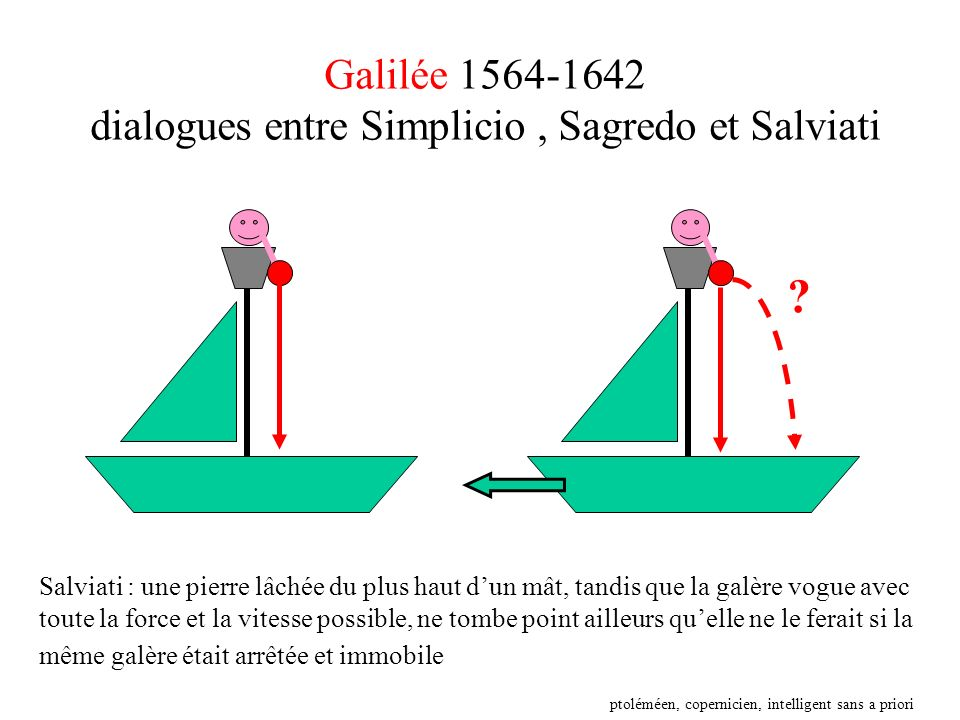 Galilée 1564-1642
dialogues entre Simplicio , Sagredo et Salviati
?
Salviati : une pierre lâchée du plus haut d’un mât, tandis que la galère vogue avec
toute la force et la vitesse possible, ne tombe point ailleurs qu’elle ne le ferait si la
même galère était arrêtée et immobile
ptoléméen, copernicien, intelligent sans a priori